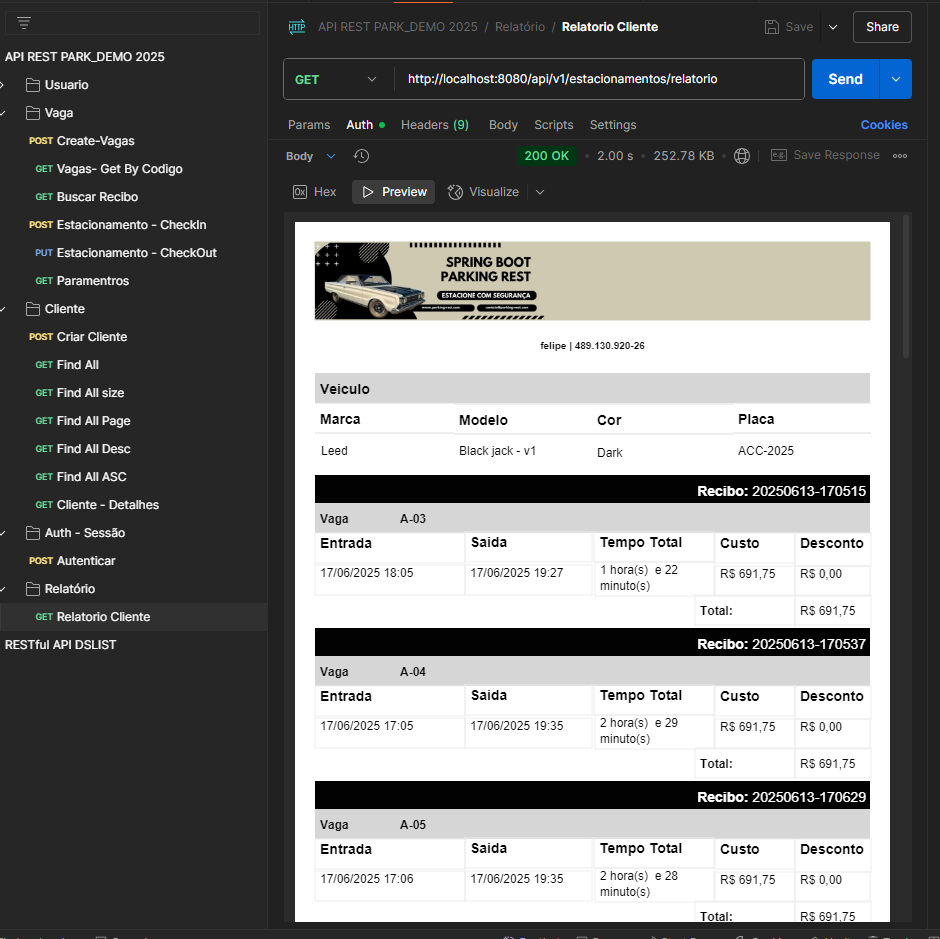 API REST PARK_DEMO 2025
Usuario
Vaga
POST Create-Vagas
GET Vagas- Get By Codigo
GET Buscar Recibo
POST Estacionamento - CheckIn
PUT Estacionamento - CheckOut
GET Paramentros
Cliente
POST Criar Cliente
GET Find All
GET Find All size
GET Find All Page
GET Find All Desc
GET Find All ASC
GET Cliente - Detalhes
Auth - Sessão
POST Autenticar
Relatório
GET Relatorio Cliente
RESTful API DSLIST
HTTP API REST PARK_DEMO 2025 / Relatório / Relatorio Cliente Save Share
GET http://localhost:8080/api/v1/estacionamentos/relatorio Send
Params Auth Headers (9) Body Scripts Settings Cookies
Body 200 OK 2.00 s 252.78 KB Save Response
0x Hex Preview Visualize
SPRING BOOT
PARKING REST
ESTACIONE COM SEGURANÇA
felipe | 489.130.920-26
Veiculo
Marca Modelo Cor Placa
Leed Black jack - v1 Dark ACC-2025
Recibo: 20250613-170515
Vaga A-03
Entrada Saida Tempo Total Custo Desconto
17/06/2025 18:05 17/06/2025 19:27 1 hora(s) e 22 R$ 691,75 R$ 0,00
minuto(s)
Total: R$ 691,75
Recibo: 20250613-170537
Vaga A-04
Entrada Saida Tempo Total Custo Desconto
17/06/2025 17:05 17/06/2025 19:35 2 hora(s) e 29 R$ 691,75 R$ 0,00
minuto(s)
Total: R$ 691,75
Recibo: 20250613-170629
Vaga A-05
Entrada Saida Tempo Total Custo Desconto
17/06/2025 17:06 17/06/2025 19:35 2 hora(s) e 28 R$ 691,75 R$ 0,00
minuto(s)
Total: R$ 691,75